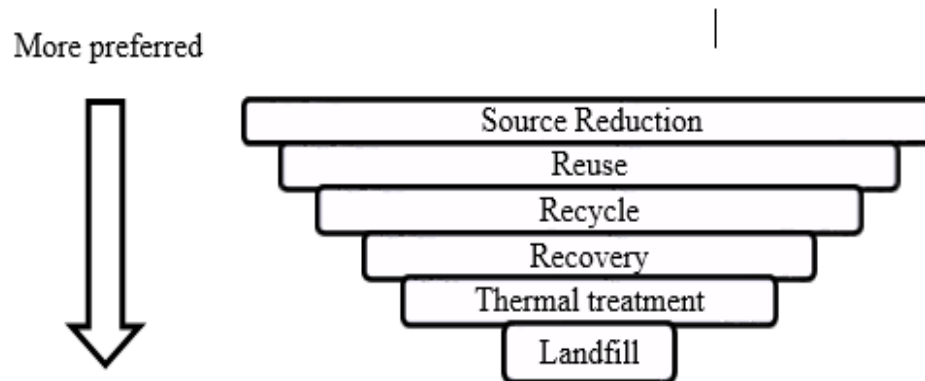 More preferred
Source Reduction
Reuse
Recycle
Recovery
Thermal treatment
Landfill